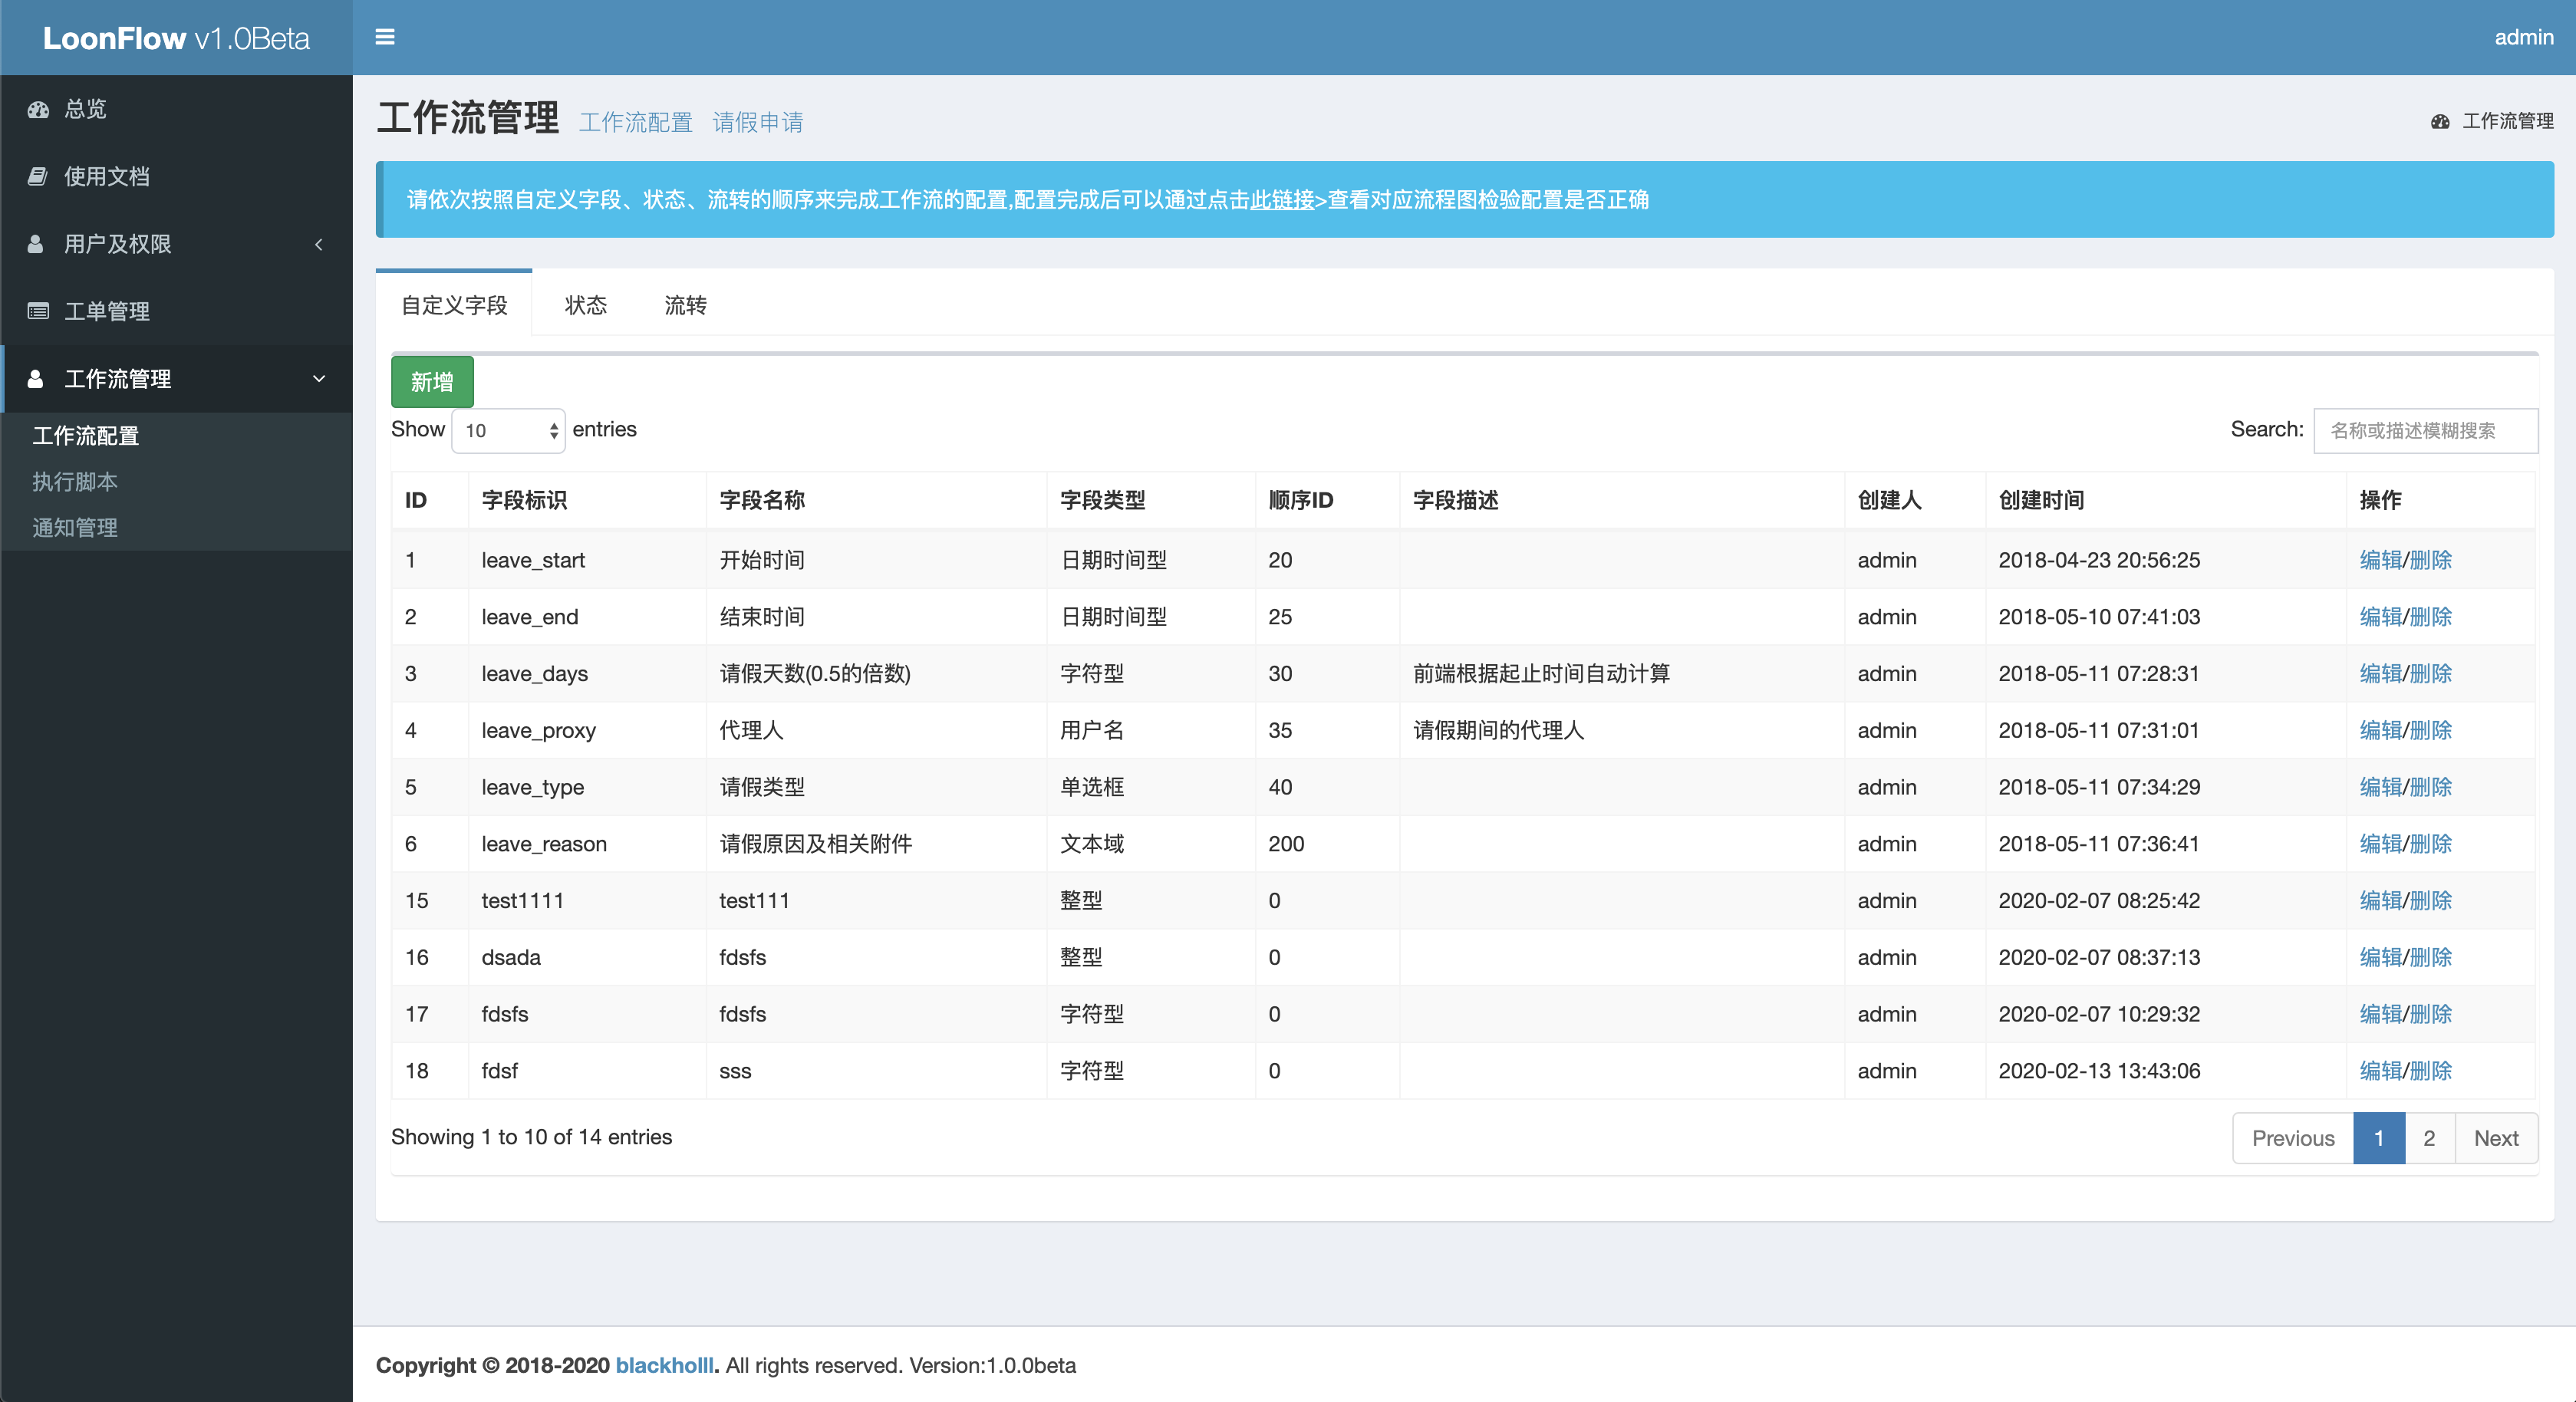 LoonFlow v1.0Beta
admin
总览
使用文档
用户及权限
工单管理
工作流管理
工作流配置
执行脚本
通知管理
工作流管理 工作流配置 请假申请
工作流管理
请依次按照自定义字段、状态、流转的顺序来完成工作流的配置,配置完成后可以通过点击此链接>查看对应流程图检验配置是否正确
自定义字段 状态 流转
新增
Show 10 entries
Search: 名称或描述模糊搜索
ID 字段标识 字段名称 字段类型 顺序ID 字段描述 创建人 创建时间 操作
1 leave_start 开始时间 日期时间型 20 admin 2018-04-23 20:56:25 编辑/删除
2 leave_end 结束时间 日期时间型 25 admin 2018-05-10 07:41:03 编辑/删除
3 leave_days 请假天数(0.5的倍数) 字符型 30 前端根据起止时间自动计算 admin 2018-05-11 07:28:31 编辑/删除
4 leave_proxy 代理人 用户名 35 请假期间的代理人 admin 2018-05-11 07:31:01 编辑/删除
5 leave_type 请假类型 单选框 40 admin 2018-05-11 07:34:29 编辑/删除
6 leave_reason 请假原因及相关附件 文本域 200 admin 2018-05-11 07:36:41 编辑/删除
15 test1111 test111 整型 0 admin 2020-02-07 08:25:42 编辑/删除
16 dsada fdsfs 整型 0 admin 2020-02-07 08:37:13 编辑/删除
17 fdsfs fdsfs 字符型 0 admin 2020-02-07 10:29:32 编辑/删除
18 fdsf sss 字符型 0 admin 2020-02-13 13:43:06 编辑/删除
Showing 1 to 10 of 14 entries
Previous 1 2 Next
Copyright © 2018-2020 blackholll. All rights reserved. Version:1.0.0beta